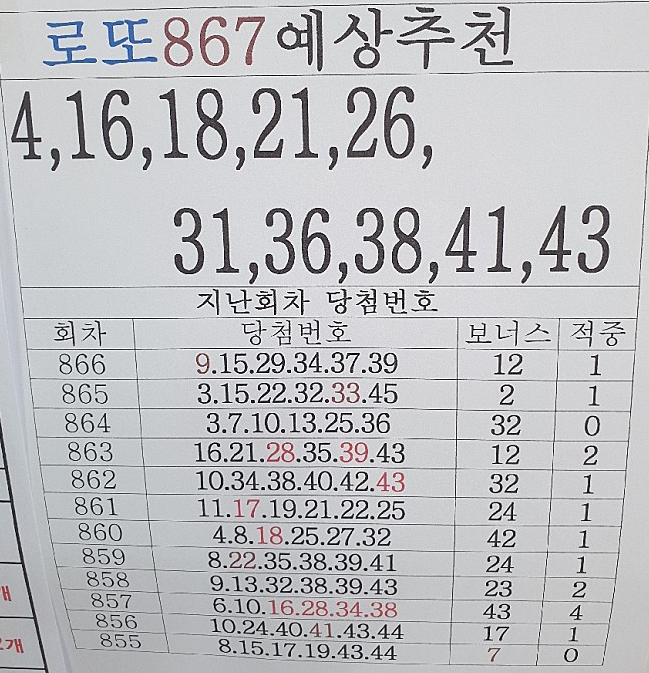 로또867예상추천
4,16,18,21,26,
31,36,38,41,43
지난회차 당첨번호
회차 당첨번호 보너스 적중
866 9.15.29.34.37.39 12 1
865 3.15.22.32.33.45 2 1
864 3.7.10.13.25.36 32 0
863 16.21.28.35.39.43 12 2
862 10.34.38.40.42.43 32 1
861 11.17.19.21.22.25 24 1
860 4.8.18.25.27.32 42 1
859 8.22.35.38.39.41 24 1
858 9.13.32.38.39.43 23 2
857 6.10.16.28.34.38 43 4
856 10.24.40.41.43.44 17 1
855 8.15.17.19.43.44 7 0
개
개